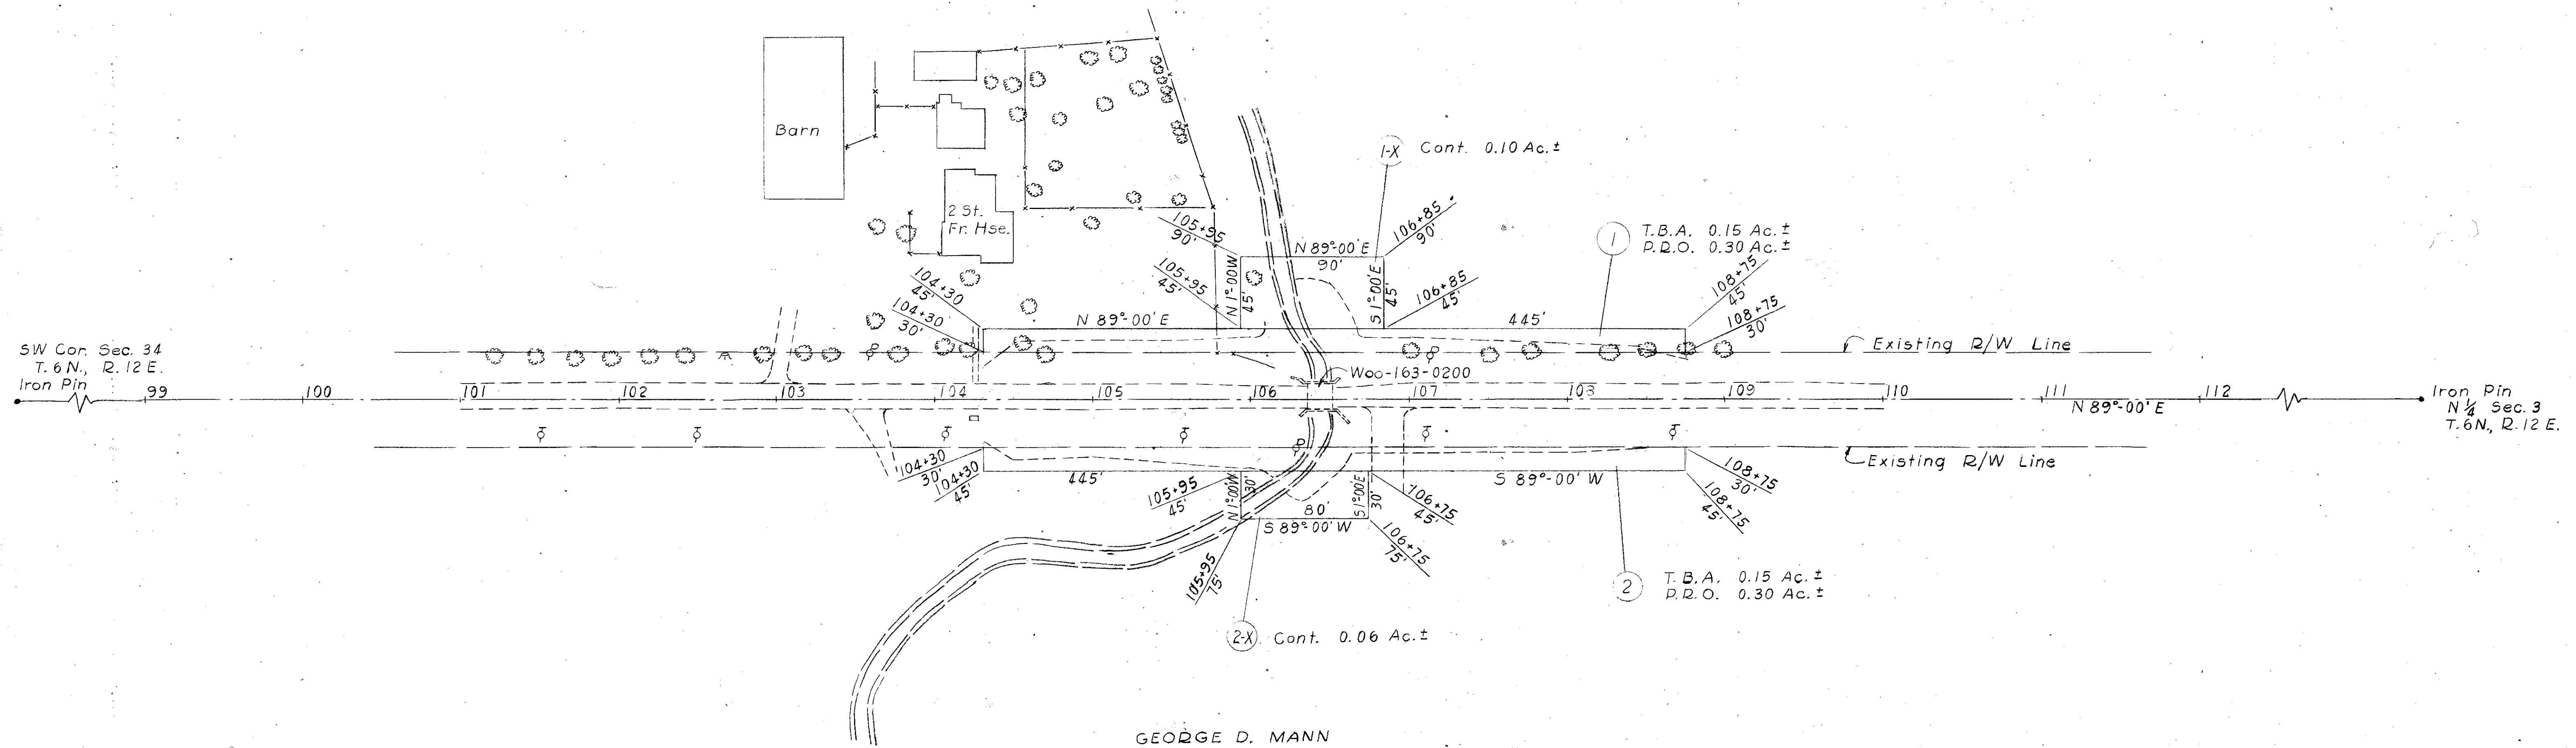 Barn
2 St.
Fr. Hse.
1-X Cont. 0.10 Ac.±
105+95
90'
106+85
90'
N 89°-00' E
90'
N 1°-00' W
45'
S 1°-00' E
45'
105+95
45'
106+85
45'
1
T.B.A. 0.15 Ac.±
P.R.O. 0.30 Ac.±
104+30
45'
104+30
30'
108+75
45'
108+75
30'
N 89°-00' E
445'
SW Cor. Sec. 34
T. 6 N., R. 12 E.
Iron Pin
Existing R/W Line
Woo-163-0200
99 100 101 102 103 104 105 106 107 108 109 110 111 112
N 89°-00' E
Iron Pin
N 1/4 Sec. 3
T. 6 N., R. 12 E.
Existing R/W Line
104+30
30'
104+30
45'
445'
105+95
45'
N 1°-00' W
30'
S 1°-00' E
30'
106+75
45'
S 89°-00' W
108+75
30'
108+75
45'
80'
S 89°-00' W
106+75
75'
105+95
75'
2
T.B.A. 0.15 Ac.±
P.R.O. 0.30 Ac.±
2-X Cont. 0.06 Ac.±
GEORGE D. MANN